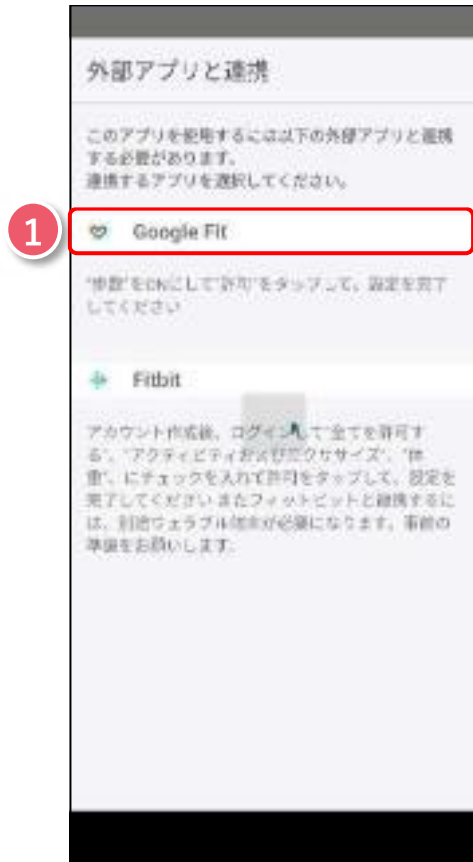 外部アプリと連携
このアプリを使用するには以下の外部アプリと連携
する必要があります。
連携するアプリを選択してください。
1
Google Fit
"歩数"をONにして"許可"をタップして、設定を完了
してください
Fitbit
アカウント作成後、ログインして"全てを許可す
る"、"アクティビティおよびエクササイズ"、"体
重"、にチェックを入れて許可をタップして、設定を
完了してください またフィットビットと連携するに
は、別途ウェラブル端末が必要になります。事前の
準備をお願いします。